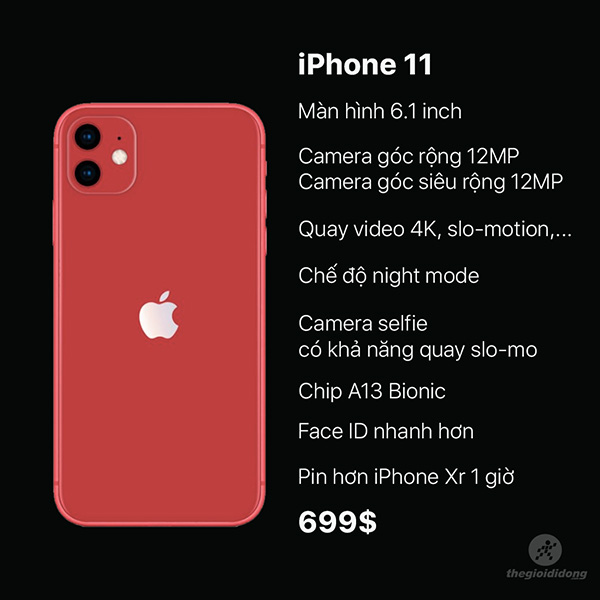 iPhone 11
Màn hình 6.1 inch
Camera góc rộng 12MP
Camera góc siêu rộng 12MP
Quay video 4K, slo-motion,...
Chế độ night mode
Camera selfie
có khả năng quay slo-mo
Chip A13 Bionic
Face ID nhanh hơn
Pin hơn iPhone Xr 1 giờ
699$
thegioididong